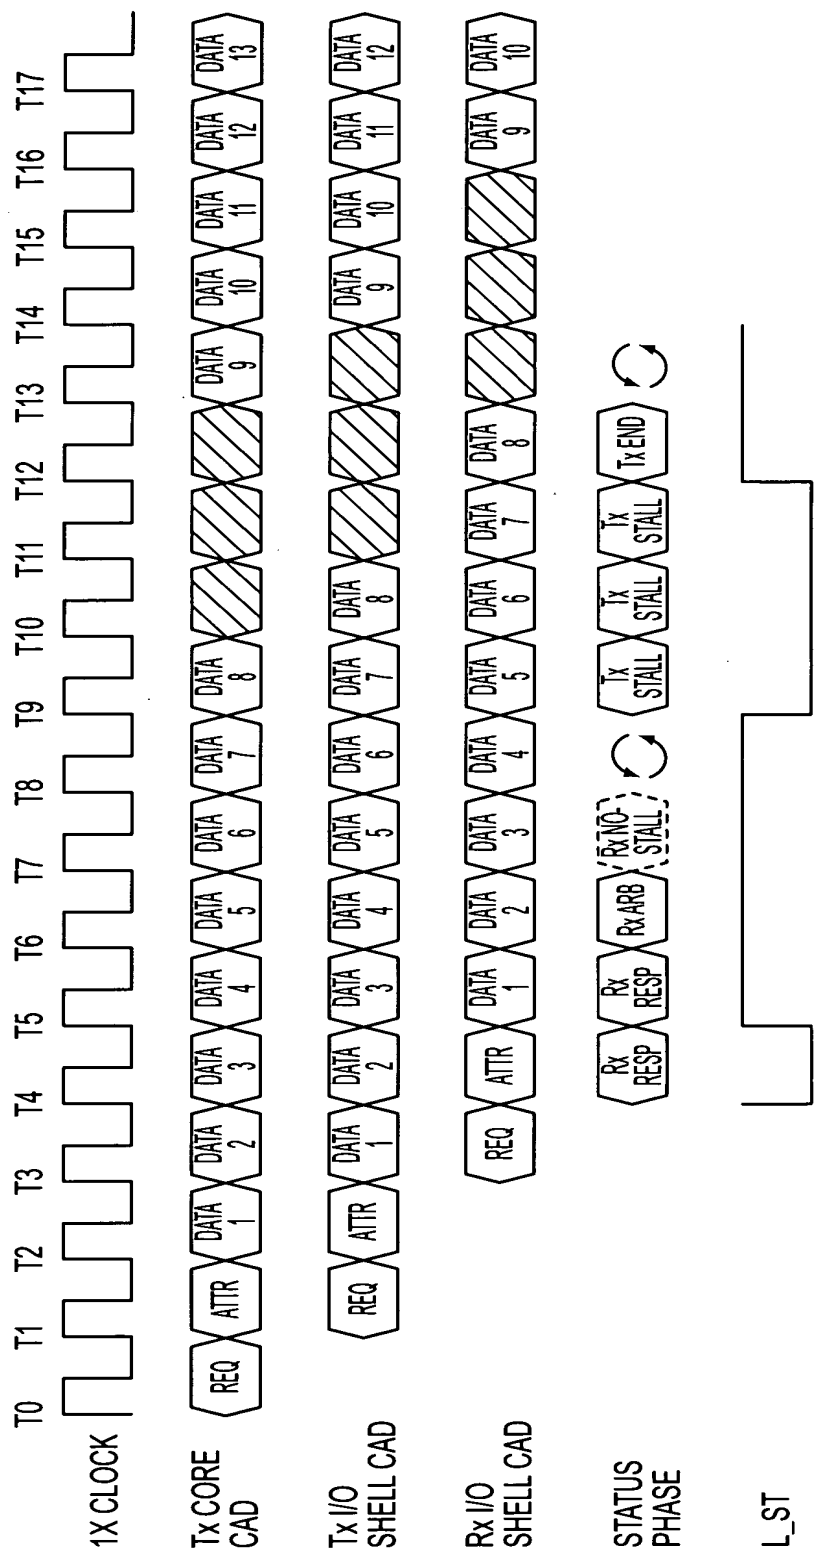 T0 T1 T2 T3 T4 T5 T6 T7 T8 T9 T10 T11 T12 T13 T14 T15 T16 T17
1X CLOCK
Tx CORE
CAD
REQ ATTR DATA 1 DATA 2 DATA 3 DATA 4 DATA 5 DATA 6 DATA 7 DATA 8 DATA 9 DATA 10 DATA 11 DATA 12 DATA 13
Tx I/O
SHELL CAD
REQ ATTR DATA 1 DATA 2 DATA 3 DATA 4 DATA 5 DATA 6 DATA 7 DATA 8 DATA 9 DATA 10 DATA 11 DATA 12
Rx I/O
SHELL CAD
REQ ATTR DATA 1 DATA 2 DATA 3 DATA 4 DATA 5 DATA 6 DATA 7 DATA 8 DATA 9 DATA 10
STATUS
PHASE
Rx RESP Rx RESP Rx ARB Rx NO-STALL Tx STALL Tx STALL Tx STALL Tx END
L_ST